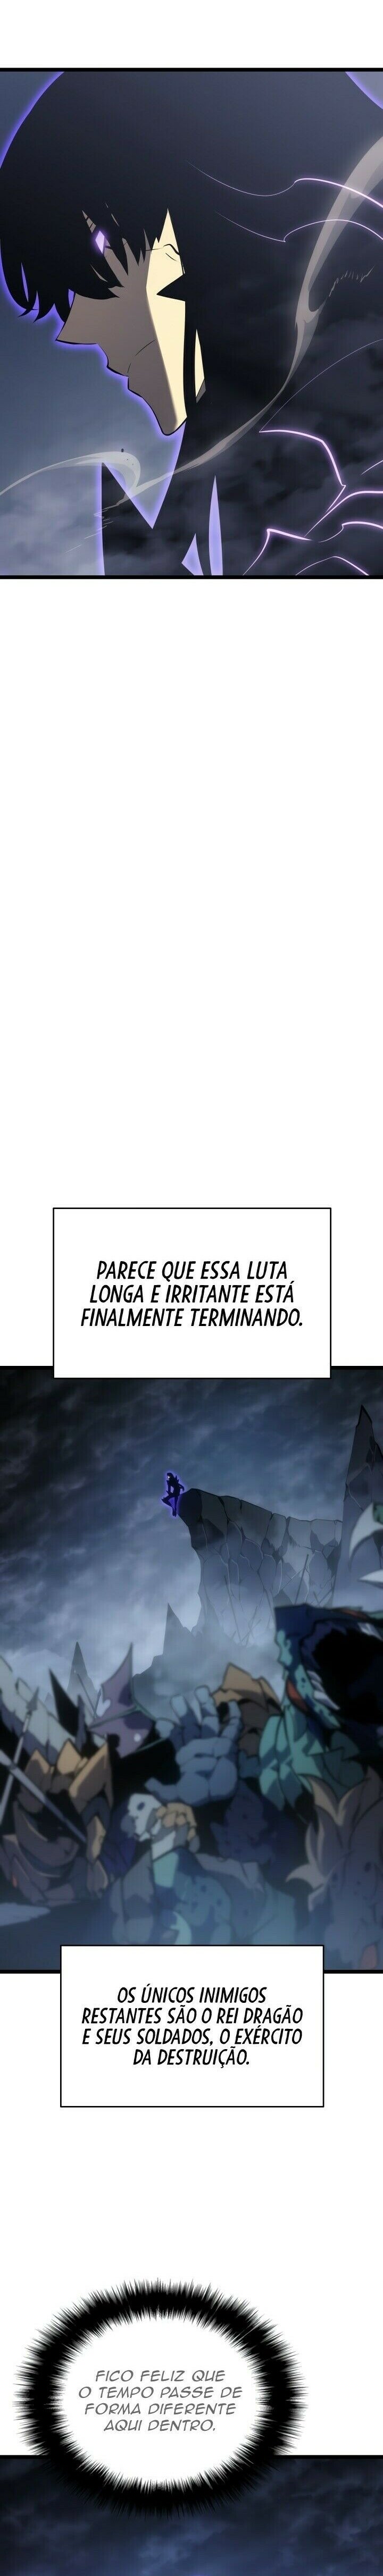 PARECE QUE ESSA LUTA
LONGA E IRRITANTE ESTÁ
FINALMENTE TERMINANDO.
OS ÚNICOS INIMIGOS
RESTANTES SÃO O REI DRAGÃO
E SEUS SOLDADOS, O EXÉRCITO
DA DESTRUIÇÃO.
FICO FELIZ QUE
O TEMPO PASSE DE
FORMA DIFERENTE
AQUI DENTRO.